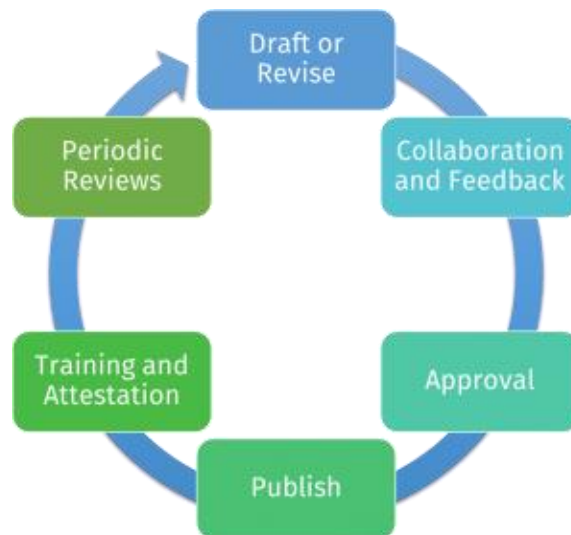 Draft or
Revise
Collaboration
and Feedback
Approval
Publish
Training and
Attestation
Periodic
Reviews